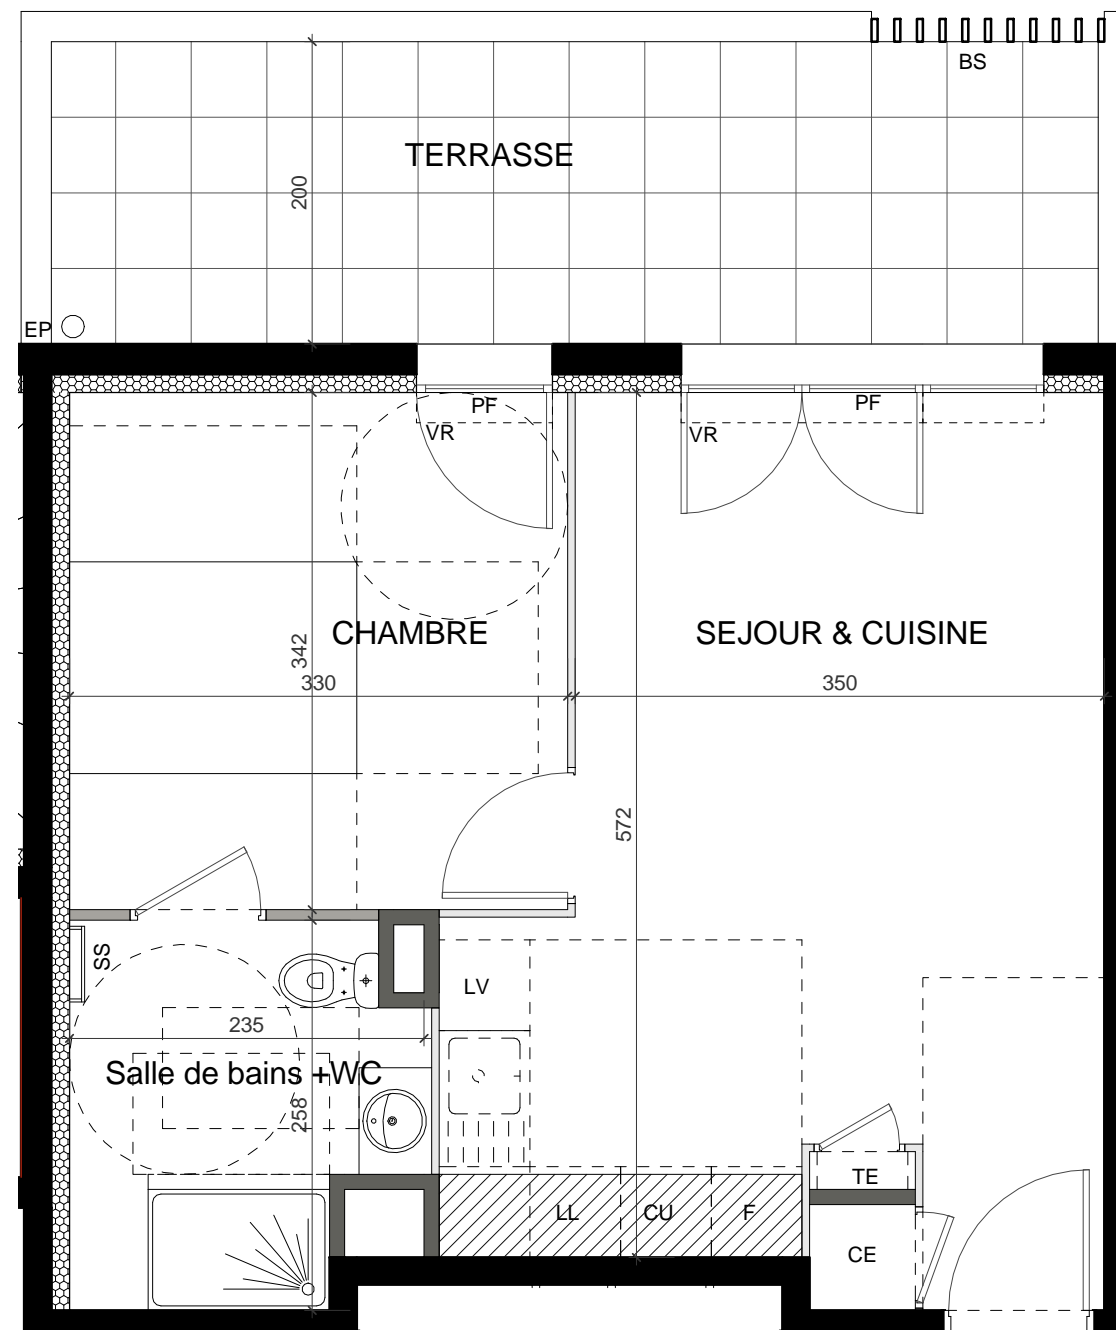 BS
TERRASSE
200
EP
PF
VR
PF
VR
CHAMBRE
SEJOUR & CUISINE
342
330
350
572
SS
LV
235
Salle de bains +WC
258
TE
LL
CU
F
CE